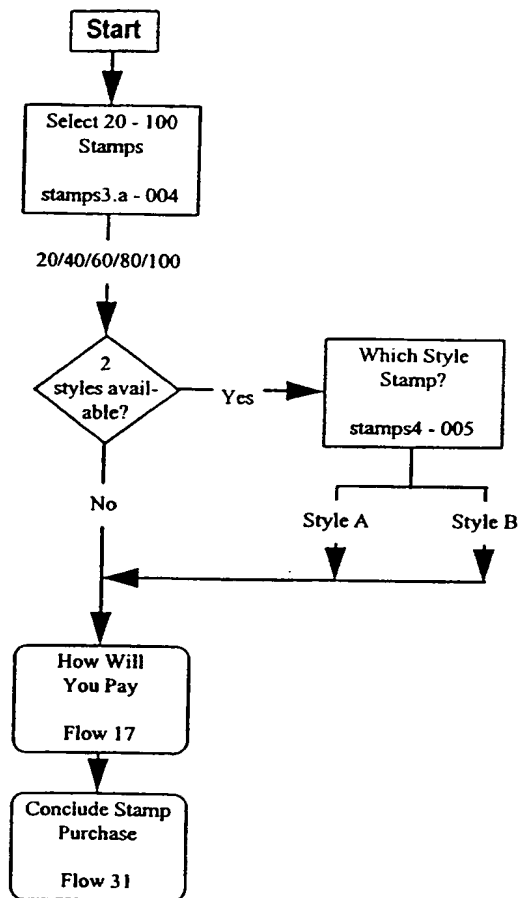 Start
Select 20 - 100
Stamps
stamps3.a - 004
20/40/60/80/100
2
styles avail-
able?
Yes
Which Style
Stamp?
stamps4 - 005
No
Style A
Style B
How Will
You Pay
Flow 17
Conclude Stamp
Purchase
Flow 31